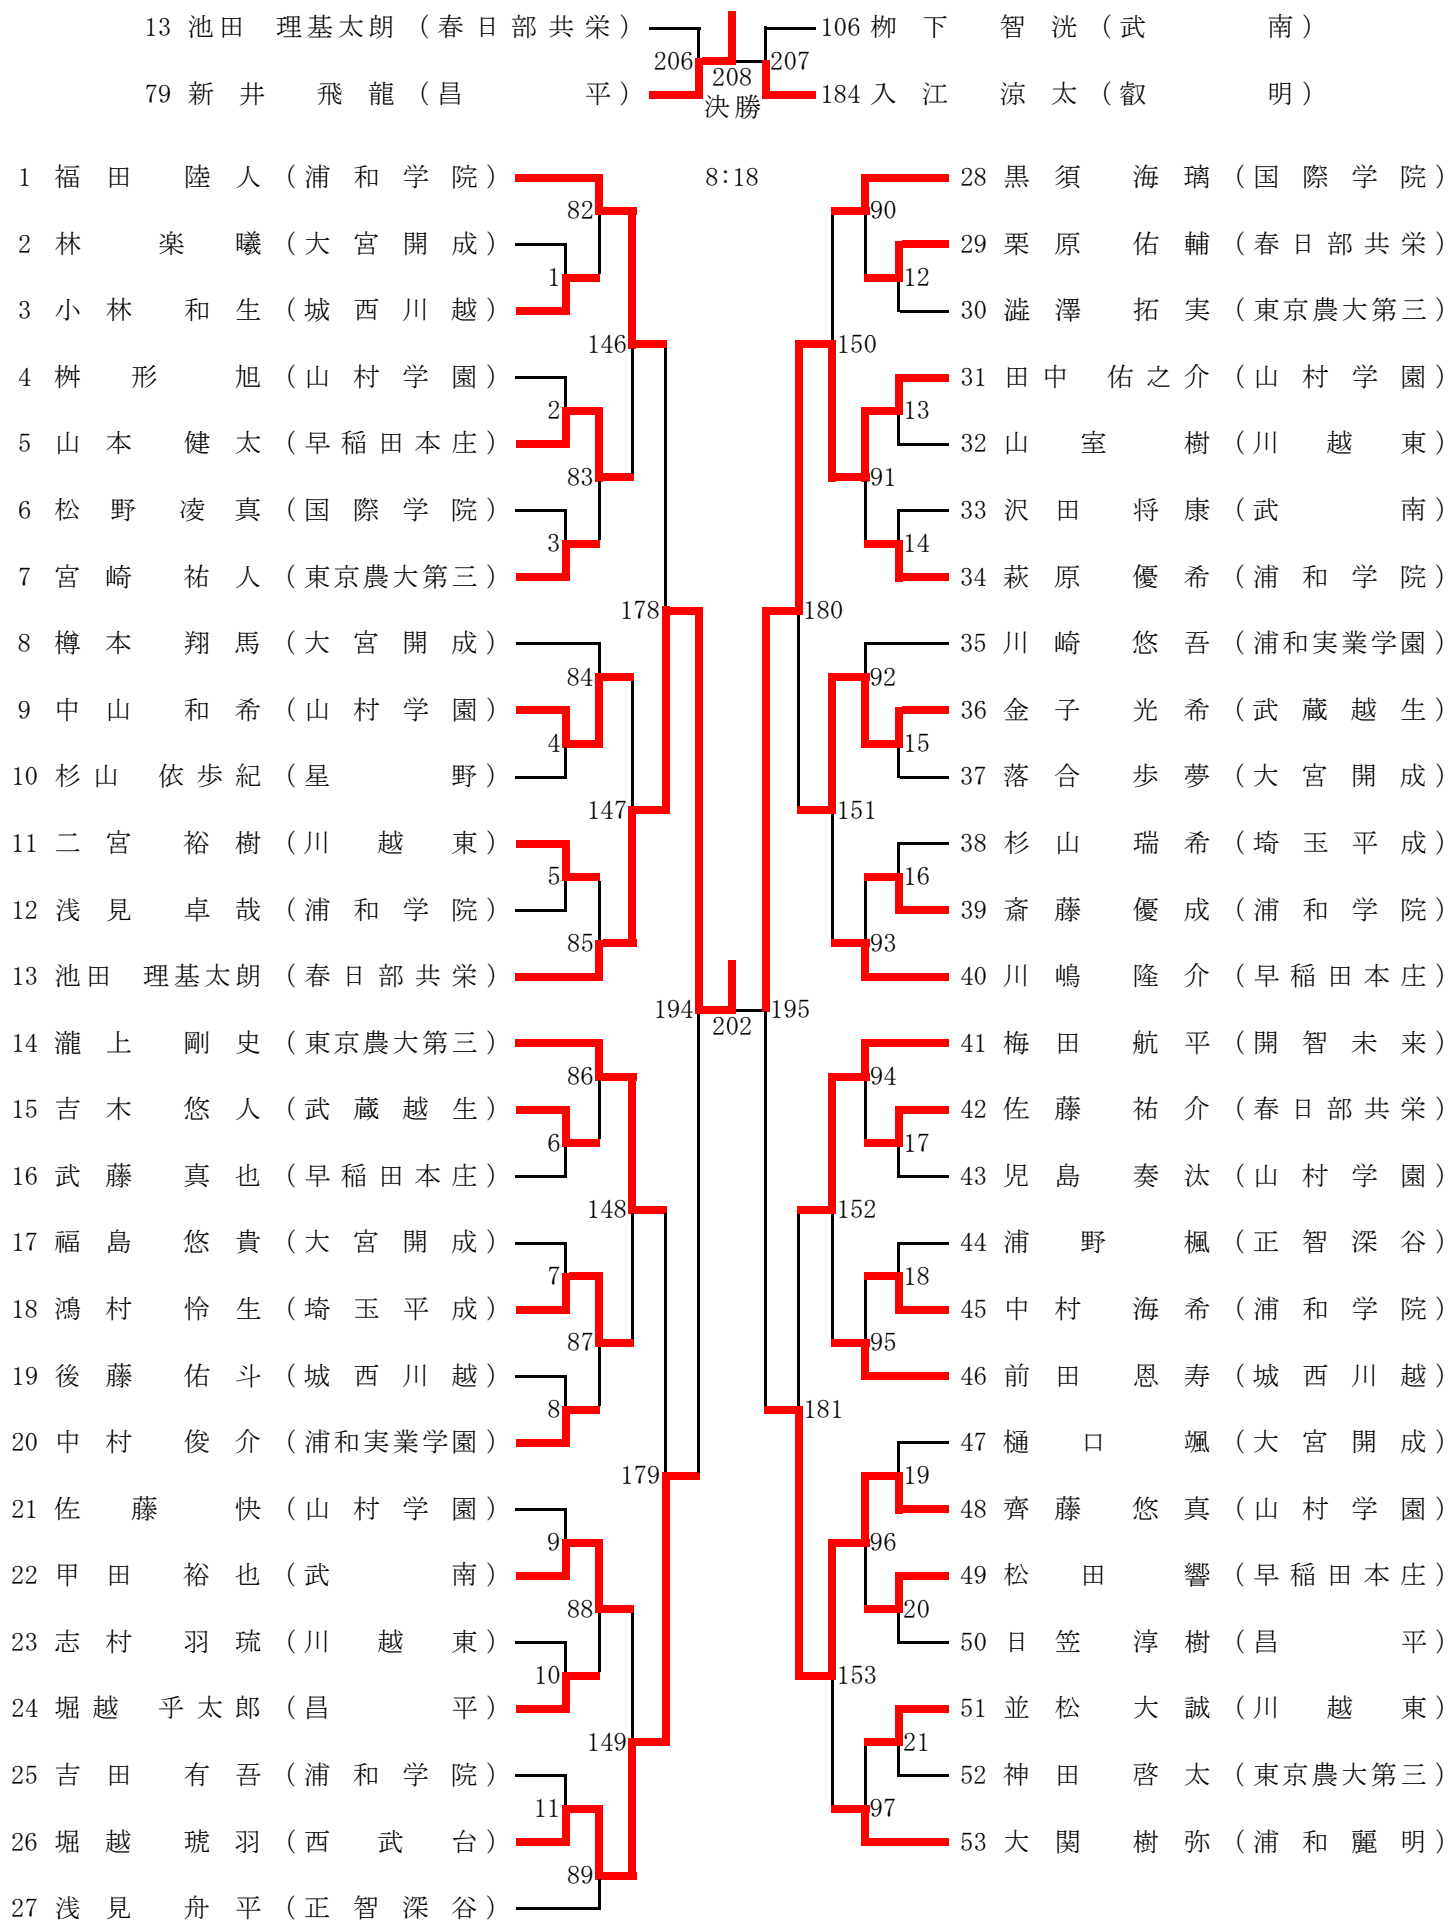 13 池田 理基太朗 (春日部共栄) 106 栁下 智洸 (武南)
206 207
208
79 新井 飛龍 (昌平) 184 入江 涼太 (叡明)
決勝
1 福田 陸人 (浦和学院) 8:18 28 黒須 海璃 (国際学院)
82 90
2 林 楽曦 (大宮開成) 29 栗原 佑輔 (春日部共栄)
1 12
3 小林 和生 (城西川越) 30 澁澤 拓実 (東京農大第三)
146 150
4 桝形 旭 (山村学園) 31 田中 佑之介 (山村学園)
2 13
5 山本 健太 (早稲田本庄) 32 山室 樹 (川越東)
83 91
6 松野 凌真 (国際学院) 33 沢田 将康 (武南)
3 14
7 宮崎 祐人 (東京農大第三) 34 萩原 優希 (浦和学院)
178 180
8 樽本 翔馬 (大宮開成) 35 川崎 悠吾 (浦和実業学園)
84 92
9 中山 和希 (山村学園) 36 金子 光希 (武蔵越生)
4 15
10 杉山 依歩紀 (星野) 37 落合 歩夢 (大宮開成)
147 151
11 二宮 裕樹 (川越東) 38 杉山 瑞希 (埼玉平成)
5 16
12 浅見 卓哉 (浦和学院) 39 斎藤 優成 (浦和学院)
85 93
13 池田 理基太朗 (春日部共栄) 40 川嶋 隆介 (早稲田本庄)
194 195
202
14 瀧上 剛史 (東京農大第三) 41 梅田 航平 (開智未来)
86 94
15 吉木 悠人 (武蔵越生) 42 佐藤 祐介 (春日部共栄)
6 17
16 武藤 真也 (早稲田本庄) 43 児島 奏汰 (山村学園)
148 152
17 福島 悠貴 (大宮開成) 44 浦野 楓 (正智深谷)
7 18
18 鴻村 怜生 (埼玉平成) 45 中村 海希 (浦和学院)
87 95
19 後藤 佑斗 (城西川越) 46 前田 恩寿 (城西川越)
8 181
20 中村 俊介 (浦和実業学園) 47 樋口 颯 (大宮開成)
179 19
21 佐藤 快 (山村学園) 48 齊藤 悠真 (山村学園)
9 96
22 甲田 裕也 (武南) 49 松田 響 (早稲田本庄)
88 20
23 志村 羽琉 (川越東) 50 日笠 淳樹 (昌平)
10 153
24 堀越 乎太郎 (昌平) 51 並松 大誠 (川越東)
149 21
25 吉田 有吾 (浦和学院) 52 神田 啓太 (東京農大第三)
11 97
26 堀越 琥羽 (西武台) 53 大関 樹弥 (浦和麗明)
89
27 浅見 舟平 (正智深谷)